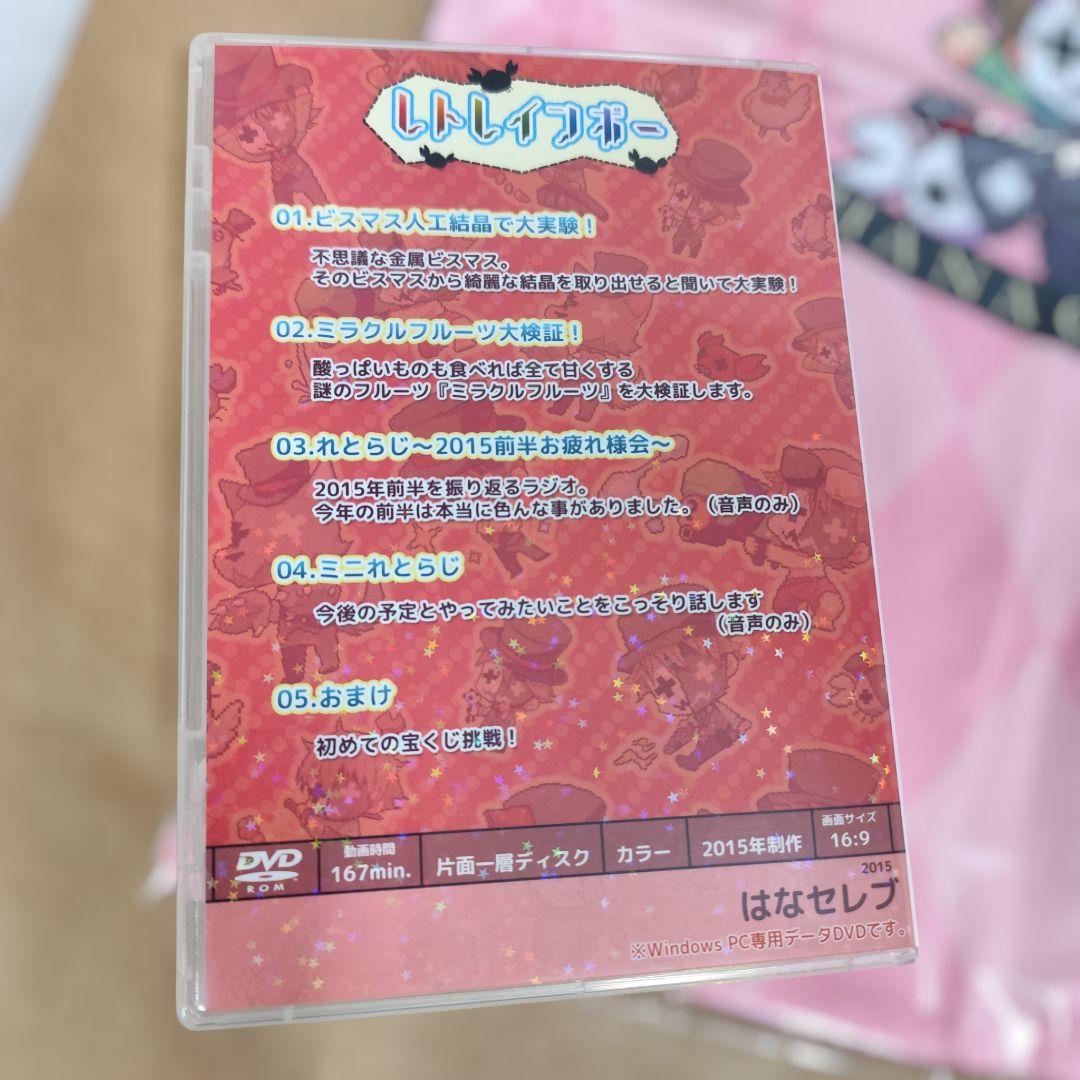 レトレインボー
01.ビスマス人工結晶で大実験！
不思議な金属ビスマス。
そのビスマスから綺麗な結晶を取り出せると聞いて大実験！
02.ミラクルフルーツ大検証！
酸っぱいものも食べれば全て甘くする
謎のフルーツ『ミラクルフルーツ』を大検証します。
03.れとらじ～2015前半お疲れ様会～
2015年前半を振り返るラジオ。
今年の前半は本当に色んな事がありました。（音声のみ）
04.ミニれとらじ
今後の予定とやってみたいことをこっそり話します
（音声のみ）
05.おまけ
初めての宝くじ挑戦！
DVD
ROM
動画時間
167min.
片面一層ディスク
カラー
2015年制作
画面サイズ
16:9
2015
はなセレブ
※Windows PC専用データDVDです。